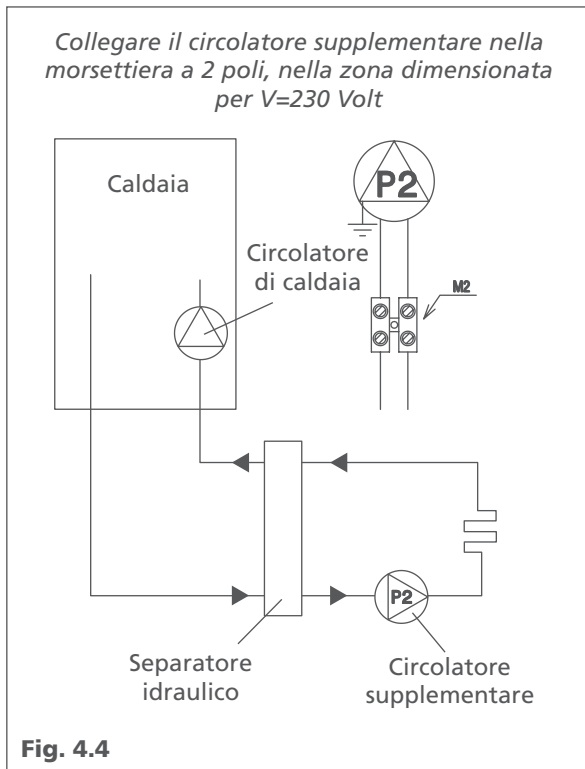 Collegare il circolatore supplementare nella
morsettiera a 2 poli, nella zona dimensionata
per V=230 Volt
Caldaia
P2
Circolatore
di caldaia
M2
P2
Separatore
idraulico
Circolatore
supplementare
Fig. 4.4